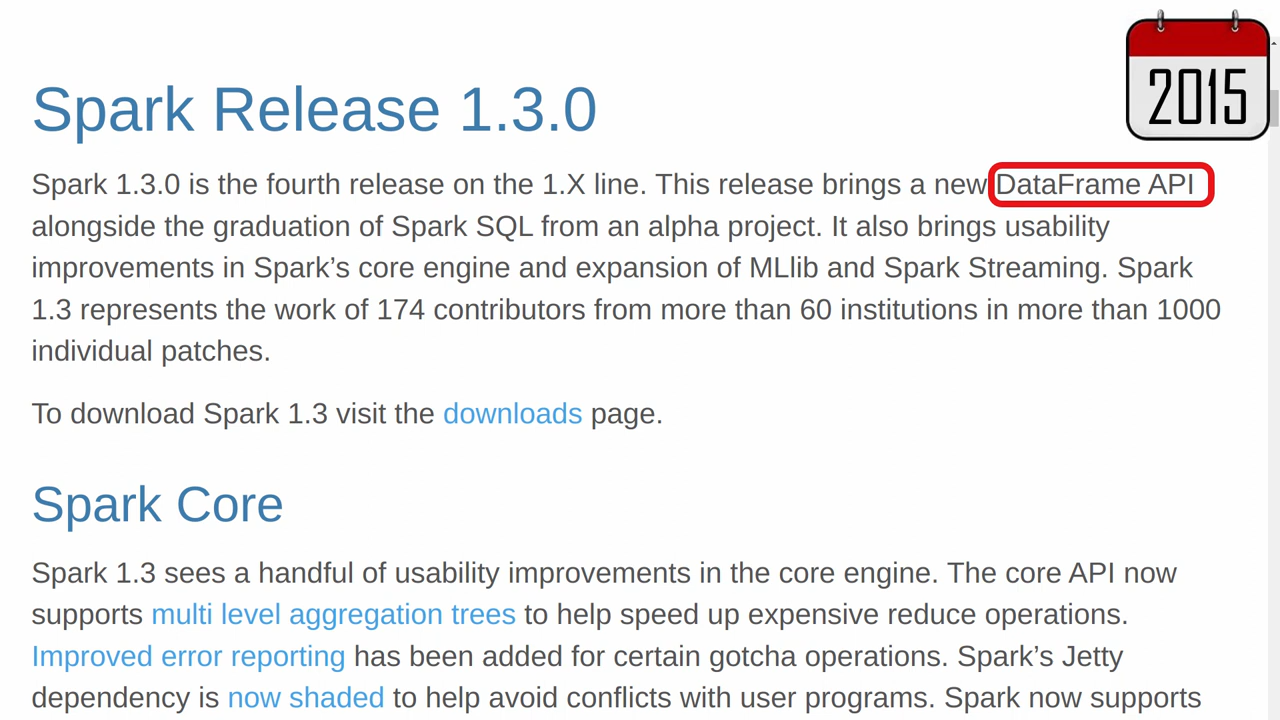 2015
Spark Release 1.3.0
Spark 1.3.0 is the fourth release on the 1.X line. This release brings a new DataFrame API
alongside the graduation of Spark SQL from an alpha project. It also brings usability
improvements in Spark’s core engine and expansion of MLlib and Spark Streaming. Spark
1.3 represents the work of 174 contributors from more than 60 institutions in more than 1000
individual patches.
To download Spark 1.3 visit the downloads page.
Spark Core
Spark 1.3 sees a handful of usability improvements in the core engine. The core API now
supports multi level aggregation trees to help speed up expensive reduce operations.
Improved error reporting has been added for certain gotcha operations. Spark’s Jetty
dependency is now shaded to help avoid conflicts with user programs. Spark now supports